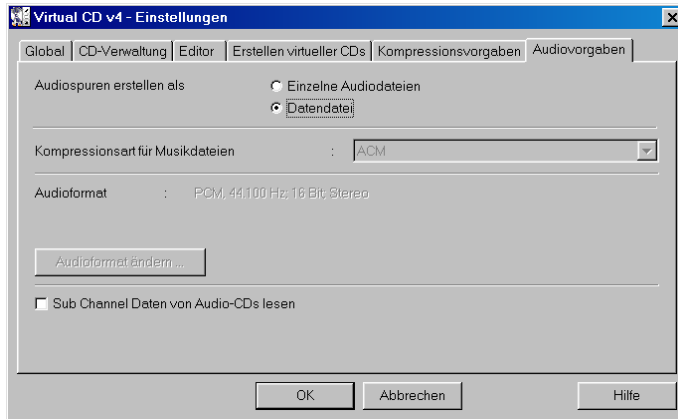 Virtual CD v4 - Einstellungen
Global CD-Verwaltung Editor Erstellen virtueller CDs Kompressionsvorgaben Audiovorgaben
Audiospuren erstellen als
Einzelne Audiodateien
Datendatei
Kompressionsart für Musikdateien : ACM
Audioformat : PCM, 44.100 Hz; 16 Bit; Stereo
Audioformat ändern ...
Sub Channel Daten von Audio-CDs lesen
OK Abbrechen Hilfe